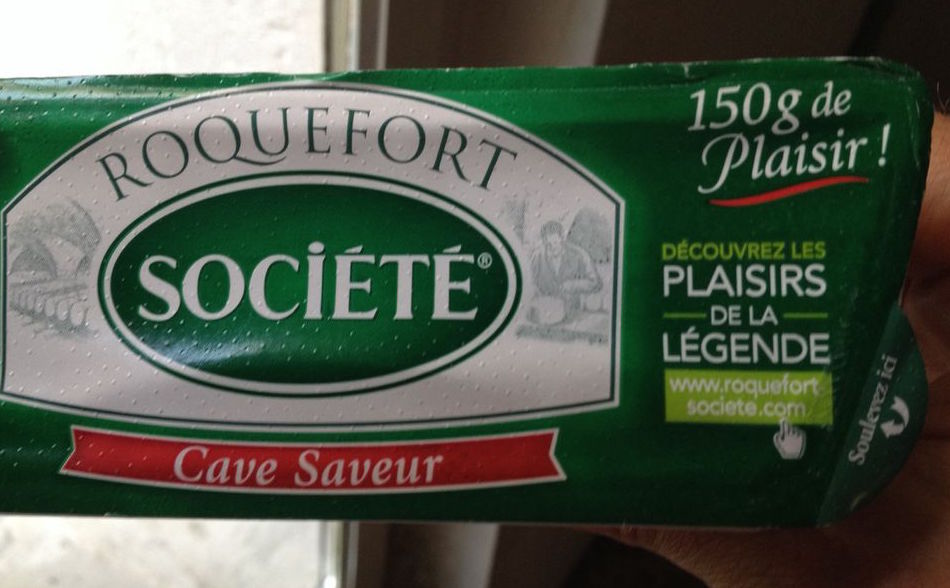 ROQUEFORT
SOCIÉTÉ®
Cave Saveur
150g de
Plaisir !
DÉCOUVREZ LES
PLAISIRS
DE LA
LÉGENDE
www.roquefort-
societe.com
Soulevez ici